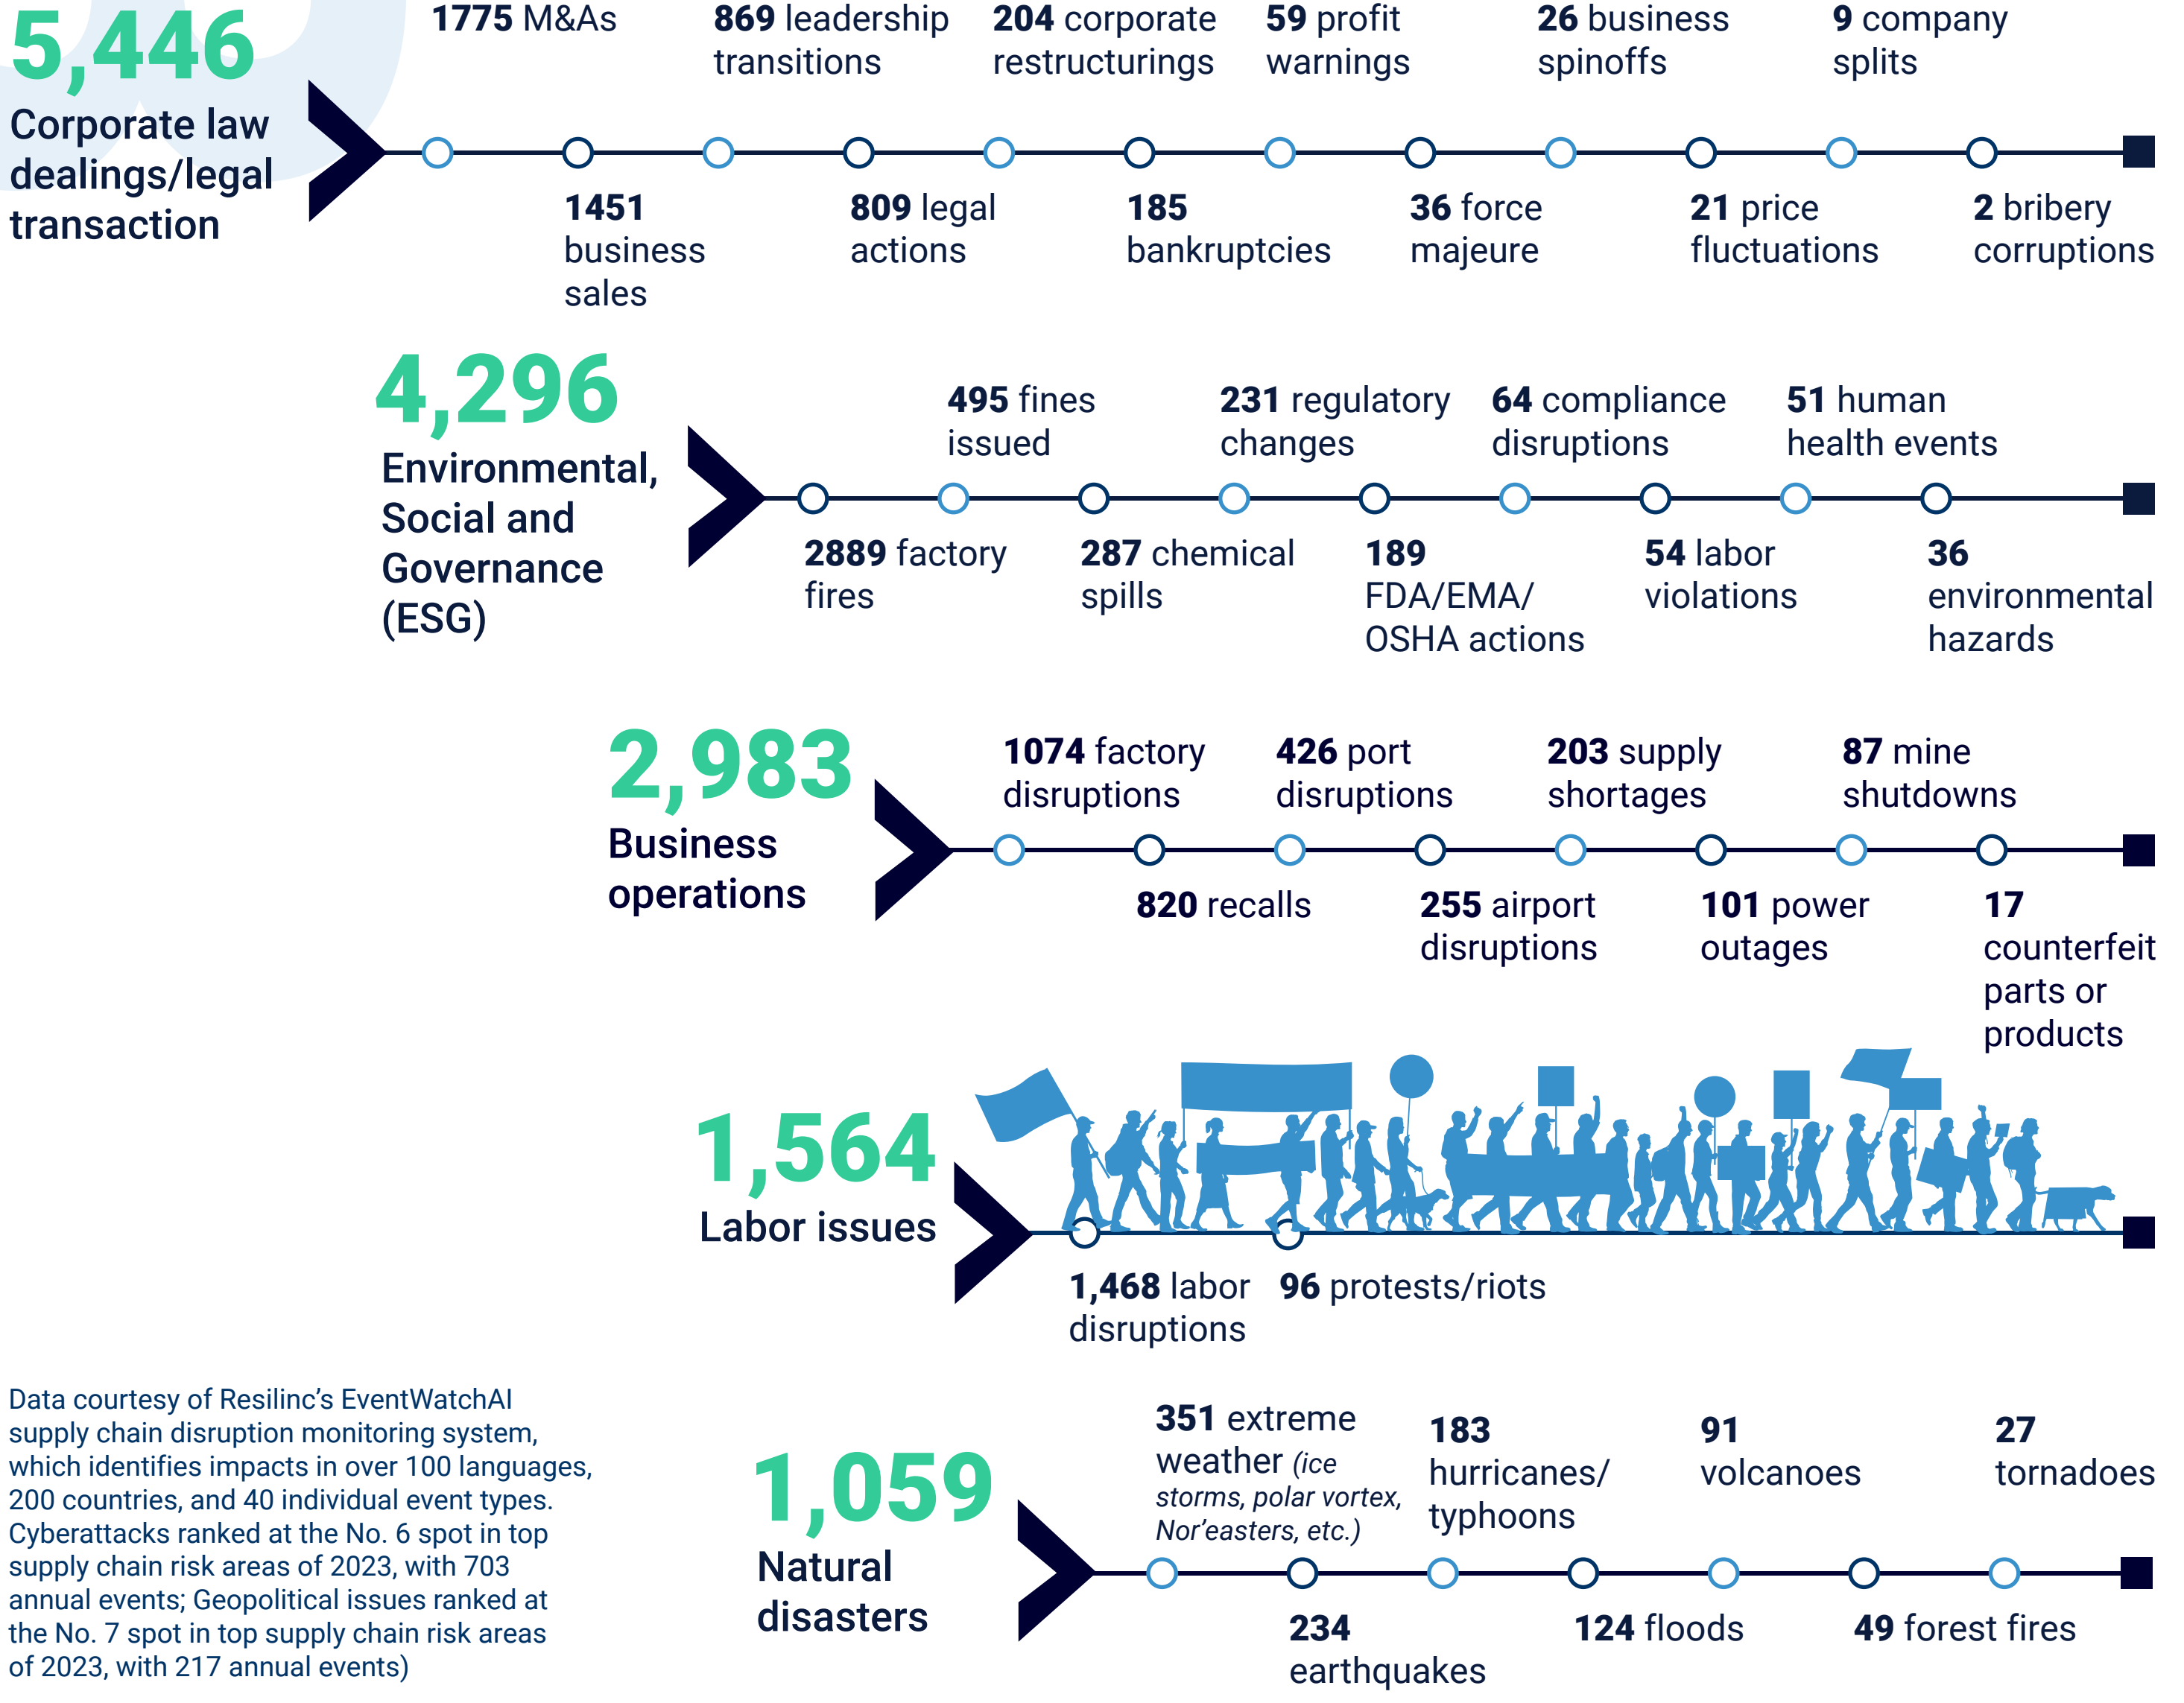 5,446
Corporate law
dealings/legal
transaction
1775 M&As
869 leadership
transitions
204 corporate
restructurings
59 profit
warnings
26 business
spinoffs
9 company
splits
1451
business
sales
809 legal
actions
185
bankruptcies
36 force
majeure
21 price
fluctuations
2 bribery
corruptions
4,296
Environmental,
Social and
Governance
(ESG)
495 fines
issued
231 regulatory
changes
64 compliance
disruptions
51 human
health events
2889 factory
fires
287 chemical
spills
189
FDA/EMA/
OSHA actions
54 labor
violations
36
environmental
hazards
2,983
Business
operations
1074 factory
disruptions
426 port
disruptions
203 supply
shortages
87 mine
shutdowns
820 recalls
255 airport
disruptions
101 power
outages
17
counterfeit
parts or
products
1,564
Labor issues
1,468 labor
disruptions
96 protests/riots
Data courtesy of Resilinc’s EventWatchAI
supply chain disruption monitoring system,
which identifies impacts in over 100 languages,
200 countries, and 40 individual event types.
Cyberattacks ranked at the No. 6 spot in top
supply chain risk areas of 2023, with 703
annual events; Geopolitical issues ranked at
the No. 7 spot in top supply chain risk areas
of 2023, with 217 annual events)
1,059
Natural
disasters
351 extreme
weather (ice
storms, polar vortex,
Nor’easters, etc.)
183
hurricanes/
typhoons
91
volcanoes
27
tornadoes
234
earthquakes
124 floods
49 forest fires